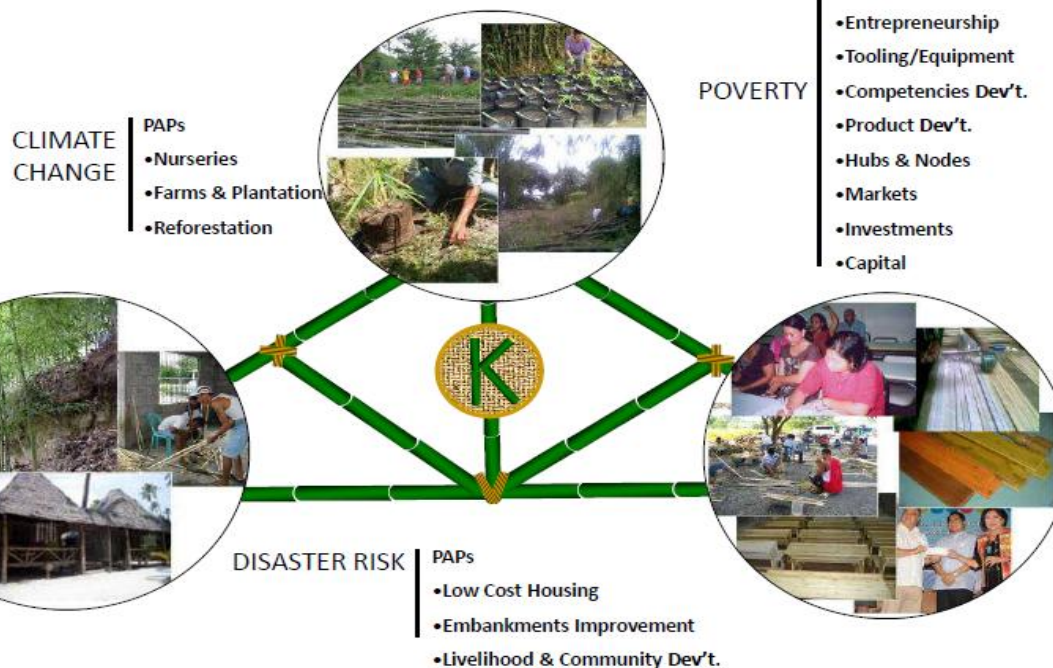 CLIMATE
CHANGE
PAPs
•Nurseries
•Farms & Plantation
•Reforestation
POVERTY
•Entrepreneurship
•Tooling/Equipment
•Competencies Dev't.
•Product Dev't.
•Hubs & Nodes
•Markets
•Investments
•Capital
K
DISASTER RISK
PAPs
•Low Cost Housing
•Embankments Improvement
•Livelihood & Community Dev't.